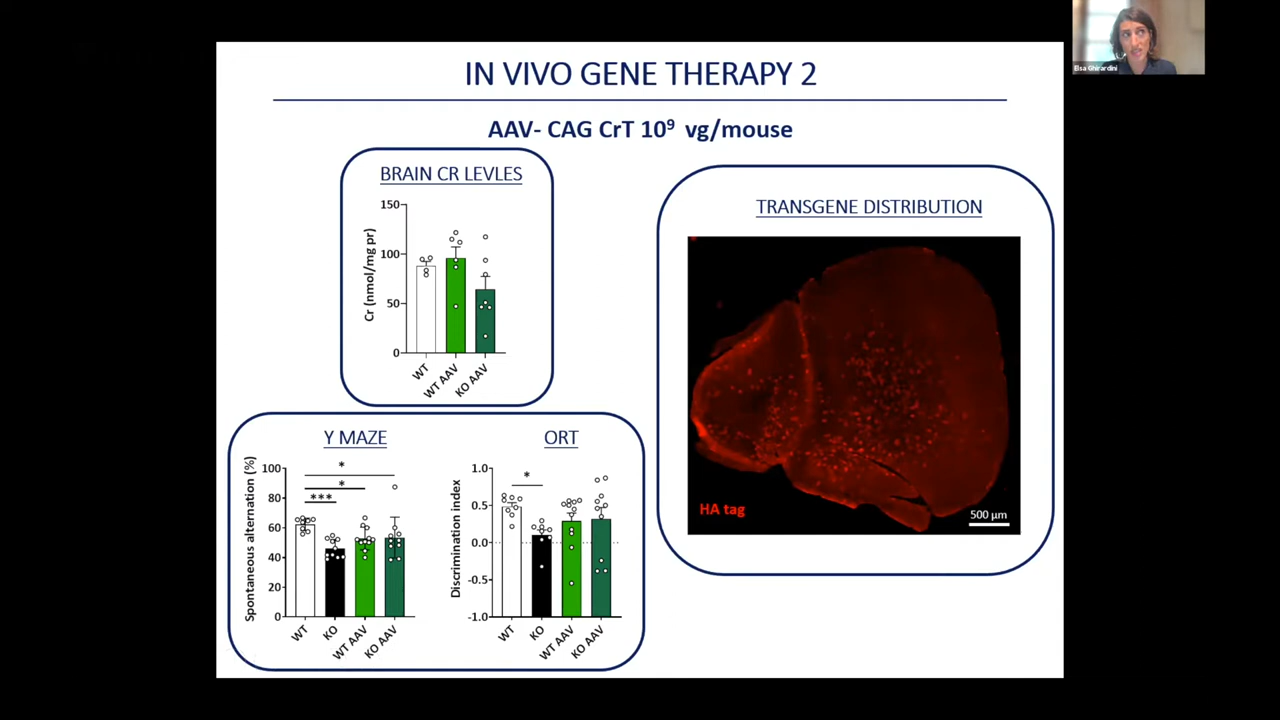 IN VIVO GENE THERAPY 2
AAV- CAG CrT 10⁹ vg/mouse
BRAIN CR LEVLES
150
100
50
0
Cr (nmol/mg pr)
WT
WT AAV
KO AAV
Y MAZE
100
80
60
40
20
0
Spontaneous alternation (%)
*
*
***
WT
KO
WT AAV
KO AAV
ORT
1.0
0.5
0.0
-0.5
-1.0
Discrimination index
*
WT
KO
WT AAV
KO AAV
TRANSGENE DISTRIBUTION
HA tag
500 µm
Elsa Ghirardini